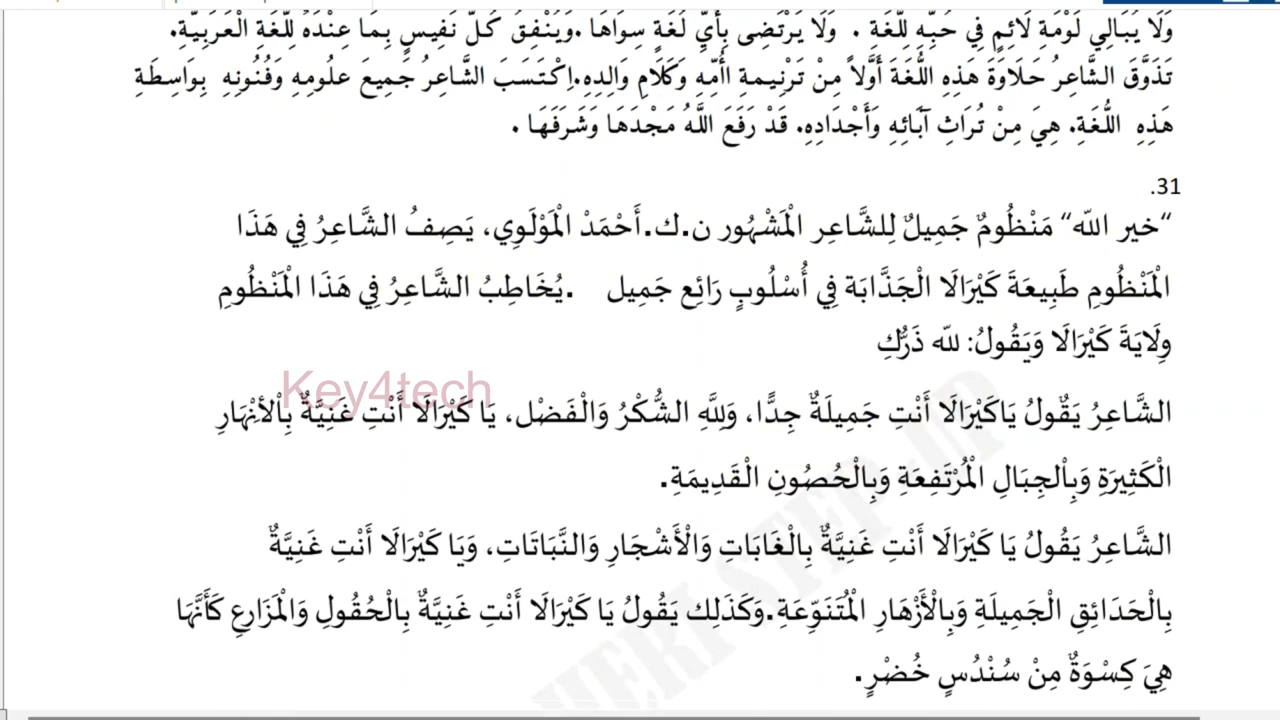 وَلَا يُبَالِي لَوْمَةِ لَائِمٍ فِي حُبِّهِ لِلُّغَةِ . وَلَا يَرْتَضِى بِأَيِّ لُغَةٍ سِوَاهَا .وَيُنْفِقُ كُلَّ نَفِيسٍ بِمَا عِنْدَهُ لِلُّغَةِ الْعَرَبِيَّةِ.
تَذَوَّقَ الشَّاعِرُ حَلَاوَةَ هَذِهِ اللُّغَةَ أَوَّلاً مِنْ تَرْنِيمةِ اأُمِّهِ وَكَلَامِ وَالِدِهِ.اِكْتَسَبَ الشَّاعِرُ جَمِيعَ علُومِهِ وَفُنُونِهِ بِوَاسِطَةِ
هَذِهِ اللُّغَةِ. هِيَ مِنْ تُرَاثِ آبَائِهِ وَأَجْدَادِهِ. قَدْ رَفَعَ اللَّهُ مَجْدَهَا وَشَرَفَهَا .
31.
“خير الله“ مَنْظُومٌ جَمِيلٌ لِلشَّاعِرِ الْمَشْهُورِ ن.ك.أَحْمَدْ الْمَوْلَوِي، يَصِفُ الشَّاعِرُ فِي هَذَا
الْمَنْظُومِ طَبِيعَةَ كَيْرَالَا الْجَذَّابَة فِي أُسْلُوبٍ رَائِع جَمِيل .يُخَاطِبُ الشَّاعِرُ فِي هَذَا الْمَنْظُومِ
وِلَايَةَ كَيْرَالَا وَيَقُولُ: لله ذَرُّكِ
Key4tech
الشَّاعِرُ يَقُولُ يَاكَيْرَالَا أَنْتِ جَمِيلَةٌ جِدًّا، وَلِلَّهِ الشُّكْرُ وَالْفَضْل، يَا كَيْرَالَا أَنْتِ غَنِيَّةٌ بِاْلأَنْهَارِ
الْكَثِيرَةِ وَبِاْلجِبَالِ الْمُرْتَفِعَةِ وَبِالْحُصُونِ الْقَدِيمَةِ.
الشَّاعِرُ يَقُولُ يَا كَيْرَالَا أَنْتِ غَنِيَّةٌ بِالْغَابَاتِ وَالْأَشْجَارِ وَالنَّبَاتَاتِ، وَيَا كَيْرَالَا أَنْتِ غَنِيَّةٌ
بِالْحَدَائِقِ الْجَمِيلَةِ وَبِالْأَزْهَارِ الْمُتَنَوِّعَةِ.وَكَذَلِك يَقُولُ يَا كَيْرَالَا أَنْتِ غَنِيَّةٌ بِالْحُقُولِ وَالْمَزَارِعِ كَأَنَّهَا
هِيَ كِسْوَةٌ مِنْ سُنْدُسٍ خُضْرٍ.